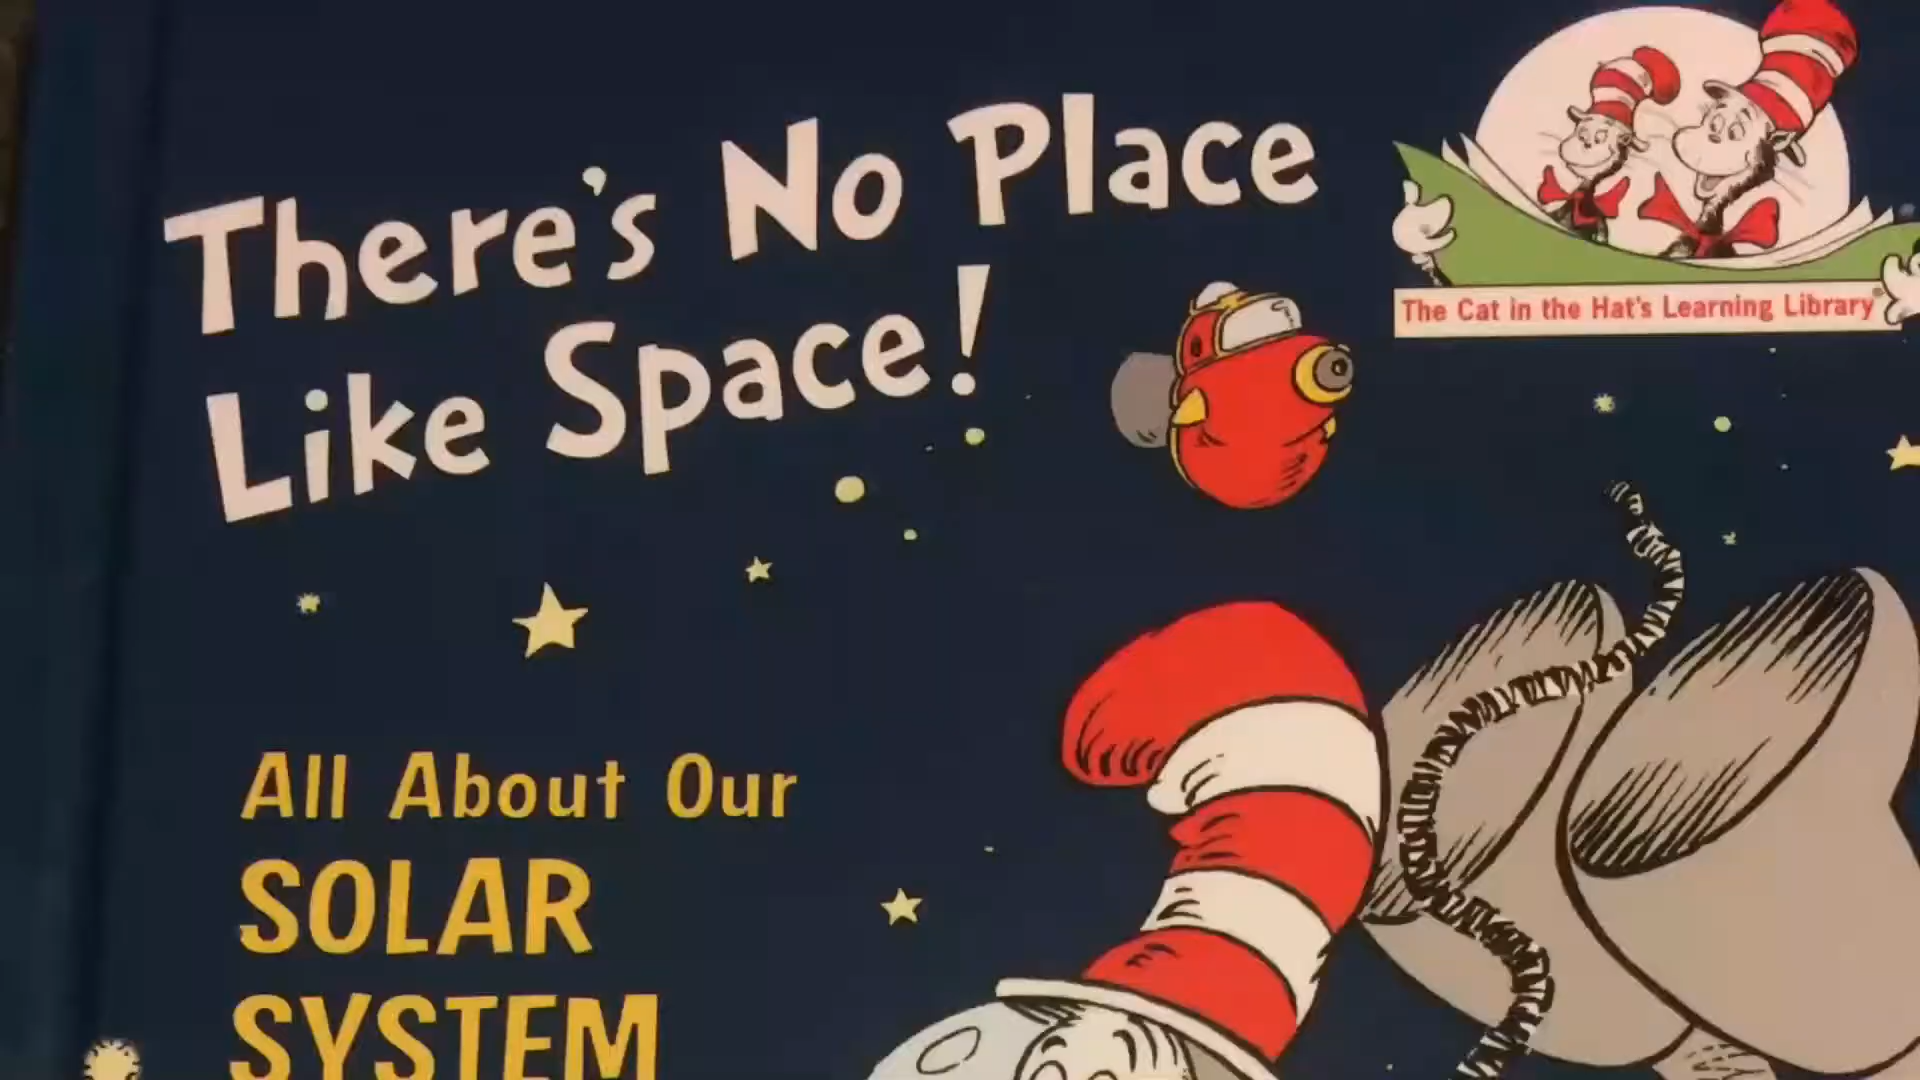 There's No Place
Like Space!
The Cat in the Hat's Learning Library®
All About Our
SOLAR
SYSTEM